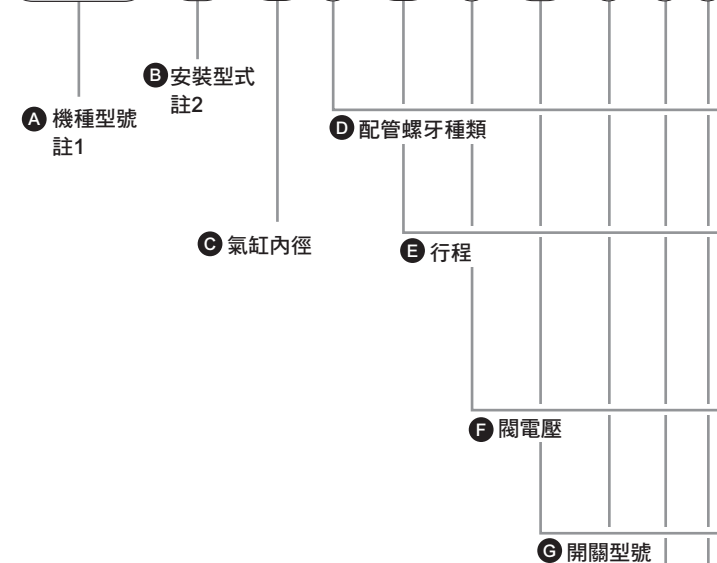 B 安裝型式
註2
A 機種型號
註1
D 配管螺牙種類
C 氣缸內徑
E 行程
F 閥電壓
G 開關型號